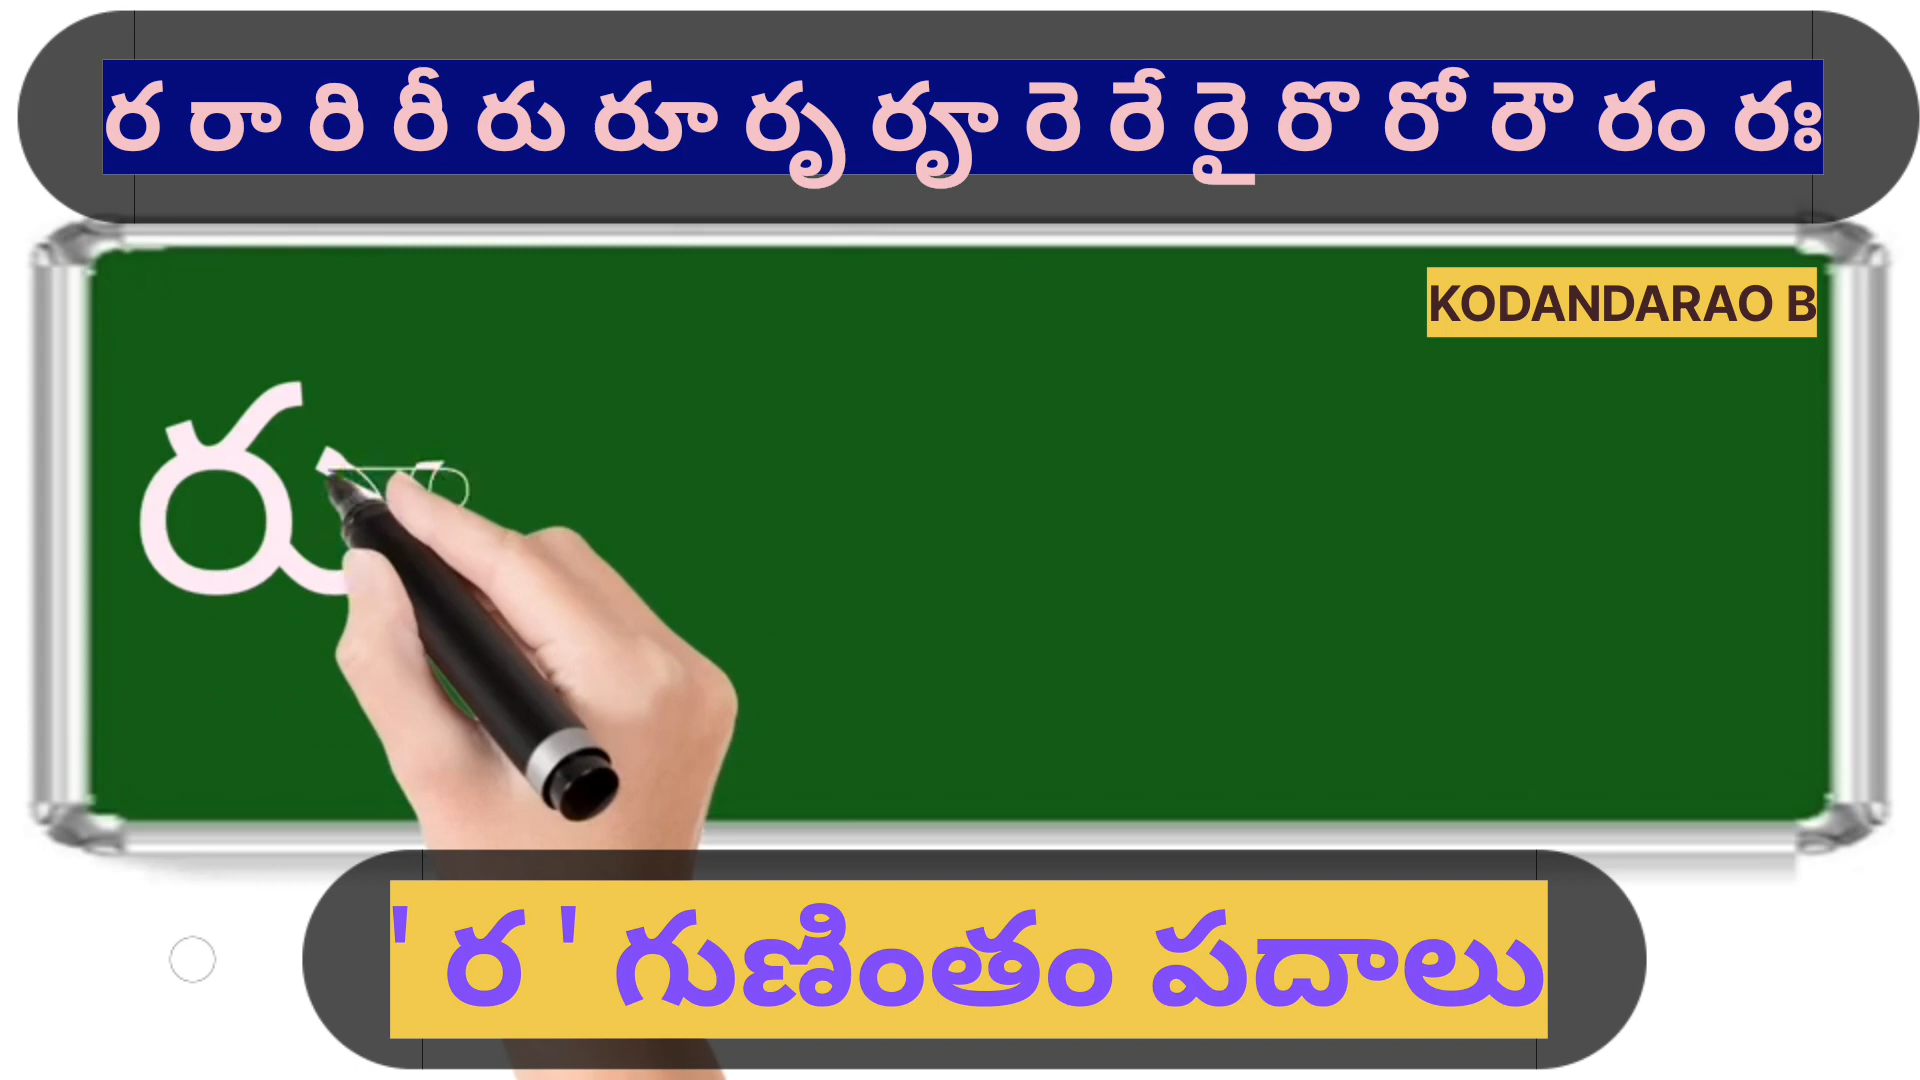 ర రా రి రీ రు రూ రృ రౄ రె రే రై రొ రో రౌ రం రః
KODANDARAO B
రు
' ర ' గుణింతం పదాలు